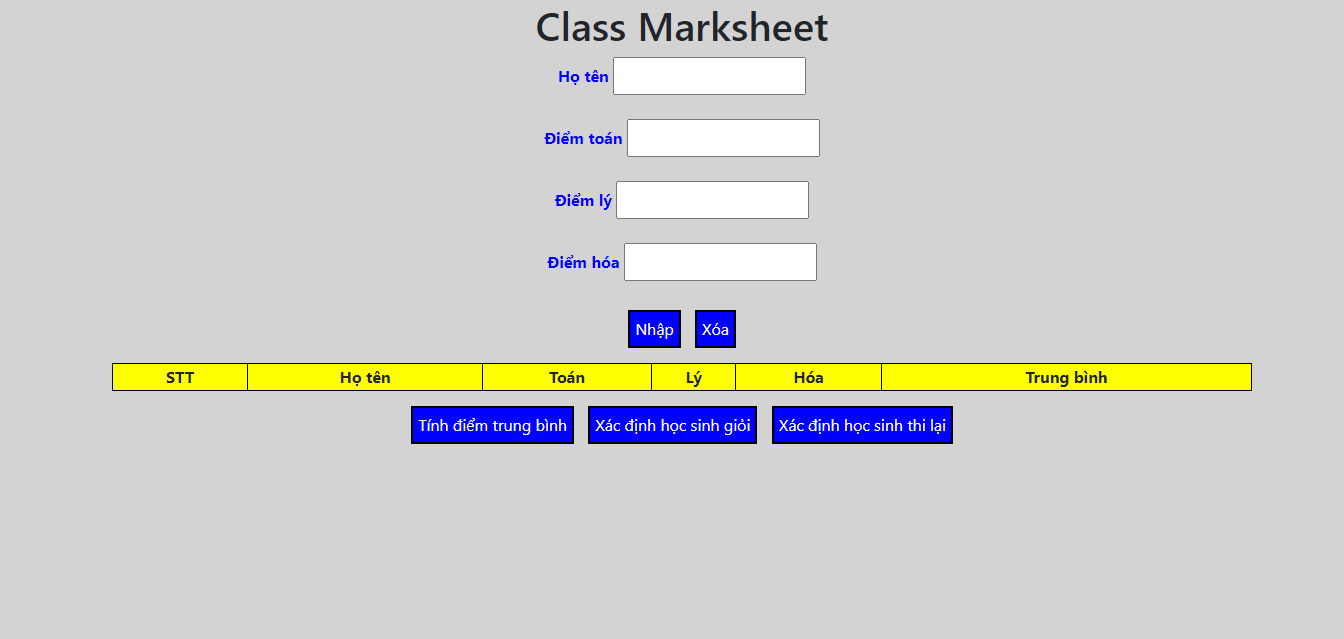 Class Marksheet
Họ tên
Điểm toán
Điểm lý
Điểm hóa
Nhập Xóa
STT Họ tên Toán Lý Hóa Trung bình
Tính điểm trung bình Xác định học sinh giỏi Xác định học sinh thi lại